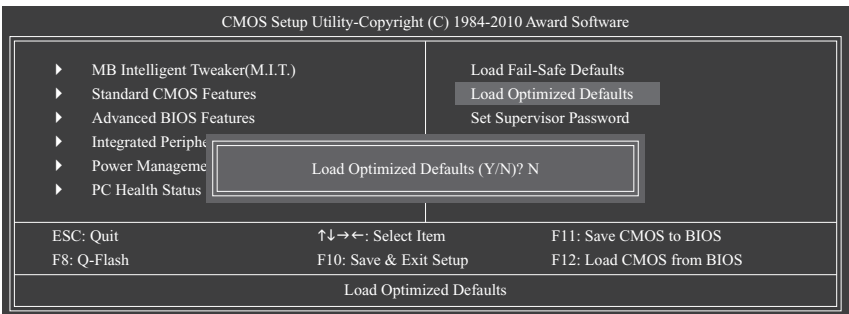 CMOS Setup Utility-Copyright (C) 1984-2010 Award Software
MB Intelligent Tweaker(M.I.T.)
Standard CMOS Features
Advanced BIOS Features
Integrated Periphe
Power Manageme
PC Health Status
Load Fail-Safe Defaults
Load Optimized Defaults
Set Supervisor Password
Load Optimized Defaults (Y/N)? N
ESC: Quit
↑↓→←: Select Item
F11: Save CMOS to BIOS
F8: Q-Flash
F10: Save & Exit Setup
F12: Load CMOS from BIOS
Load Optimized Defaults